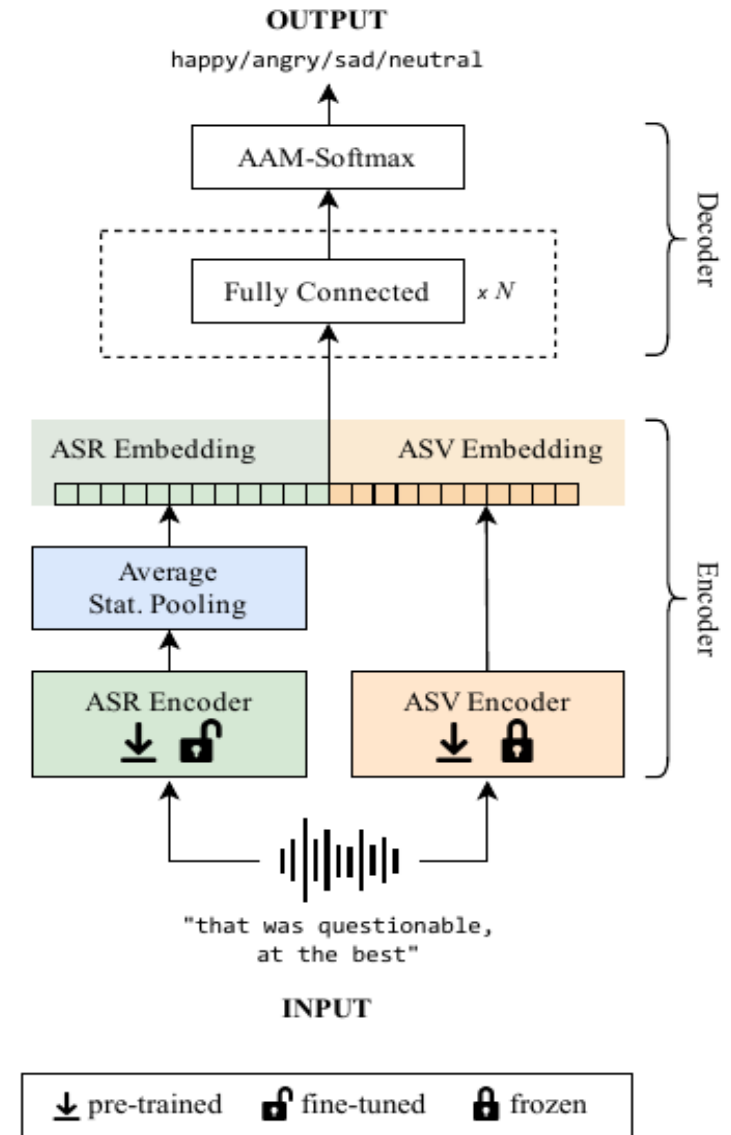 OUTPUT
happy/angry/sad/neutral
AAM-Softmax
Fully Connected
x N
Decoder
ASR Embedding
ASV Embedding
Average
Stat. Pooling
ASR Encoder
ASV Encoder
Encoder
"that was questionable,
at the best"
INPUT
pre-trained
fine-tuned
frozen